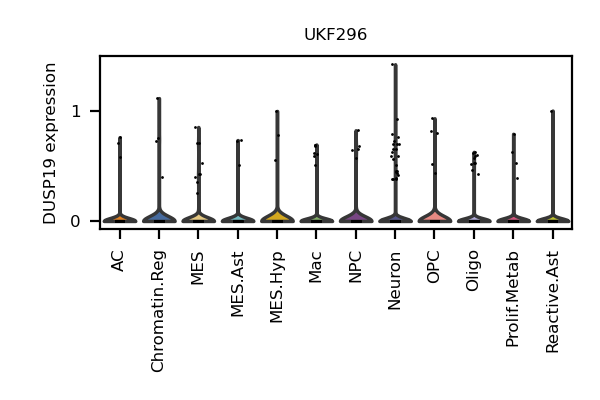 UKF296
DUSP19 expression
1
0
AC
Chromatin.Reg
MES
MES.Ast
MES.Hyp
Mac
NPC
Neuron
OPC
Oligo
Prolif.Metab
Reactive.Ast